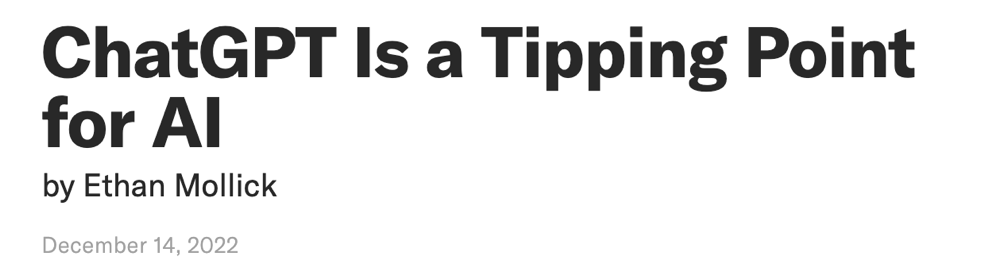 ChatGPT Is a Tipping Point
for AI
by Ethan Mollick
December 14, 2022